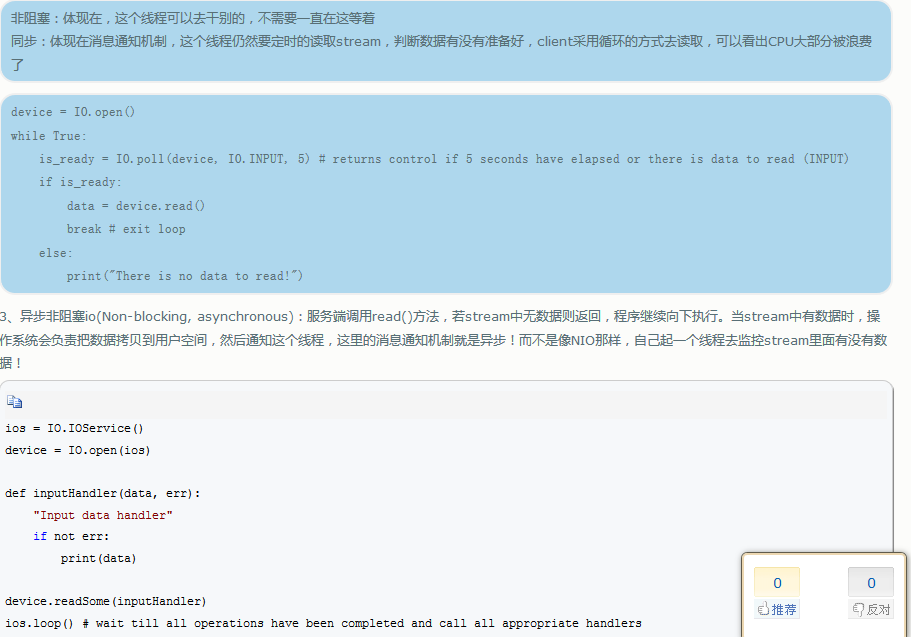 非阻塞：体现在，这个线程可以去干别的，不需要一直在这等着
同步：体现在消息通知机制，这个线程仍然要定时的读取stream，判断数据有没有准备好，client采用循环的方式去读取，可以看出CPU大部分被浪费
了
device = IO.open()
while True:
    is_ready = IO.poll(device, IO.INPUT, 5) # returns control if 5 seconds have elapsed or there is data to read (INPUT)
    if is_ready:
        data = device.read()
        break # exit loop
    else:
        print("There is no data to read!")
3、异步非阻塞io(Non-blocking, asynchronous)：服务端调用read()方法，若stream中无数据则返回，程序继续向下执行。当stream中有数据时，操
作系统会负责把数据拷贝到用户空间，然后通知这个线程，这里的消息通知机制就是异步！而不是像NIO那样，自己起一个线程去监控stream里面有没有数
据！
ios = IO.IOService()
device = IO.open(ios)
def inputHandler(data, err):
    "Input data handler"
    if not err:
        print(data)
device.readSome(inputHandler)
ios.loop() # wait till all operations have been completed and call all appropriate handlers
0 0
推荐 反对